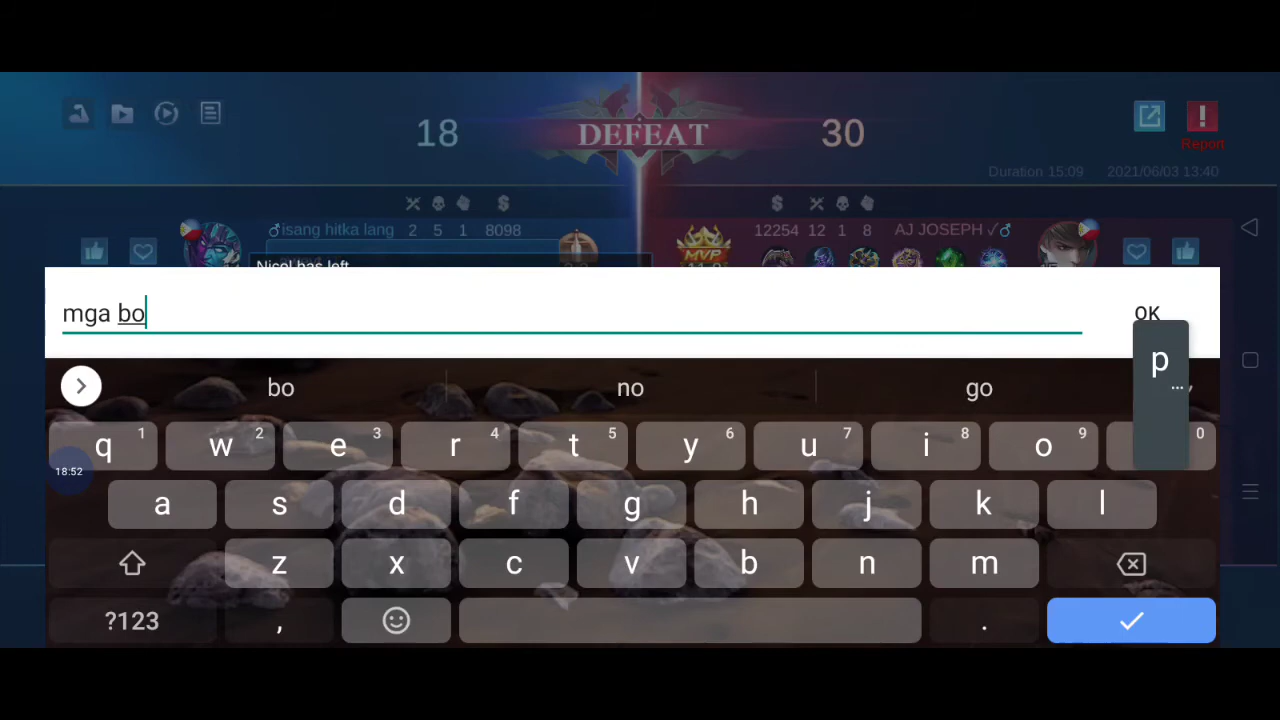 18 DEFEAT 30
Report
Duration 15:09 2021/06/03 13:40
$ $
♂isang hitka lang 2 5 1 8098
12254 12 1 8 AJ JOSEPH ✓♂
MVP
Nicol has left
mga bo
OK
p
...
bo no go
q 1 w 2 e 3 r 4 t 5 y 6 u 7 i 8 o 9 0
18:52
a s d f g h j k l
z x c v b n m
?123 , .